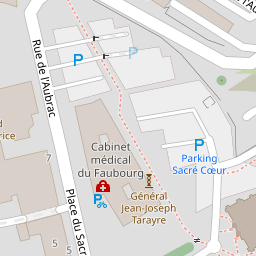 Rue de l'Aubrac
P
P
P
Parking
Sacré Cœur
Cabinet
médical
du Faubourg
Général
Jean-Joseph
Tarayre
P
Place du Sacr
7
5
5
rice